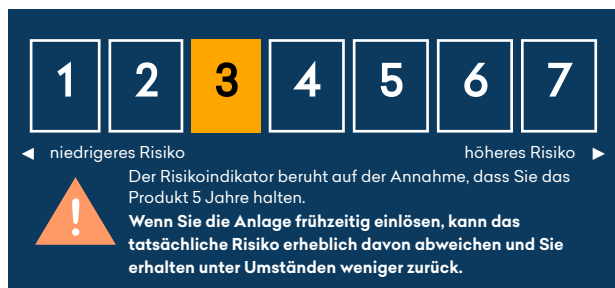 1 2 3 4 5 6 7
◄ niedrigeres Risiko höheres Risiko ►
Der Risikoindikator beruht auf der Annahme, dass Sie das
Produkt 5 Jahre halten.
!
Wenn Sie die Anlage frühzeitig einlösen, kann das
tatsächliche Risiko erheblich davon abweichen und Sie
erhalten unter Umständen weniger zurück.